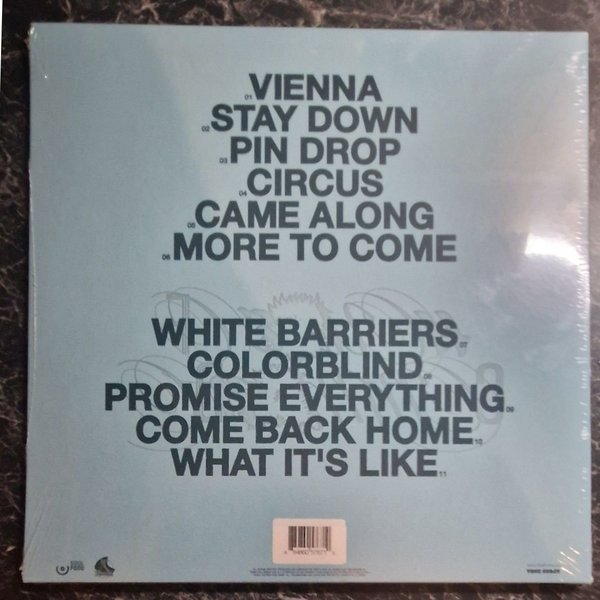 01 VIENNA
02 STAY DOWN
03 PIN DROP
04 CIRCUS
05 CAME ALONG
06 MORE TO COME
WHITE BARRIERS 07
COLORBLIND 08
PROMISE EVERYTHING 09
COME BACK HOME 10
WHAT IT'S LIKE 11